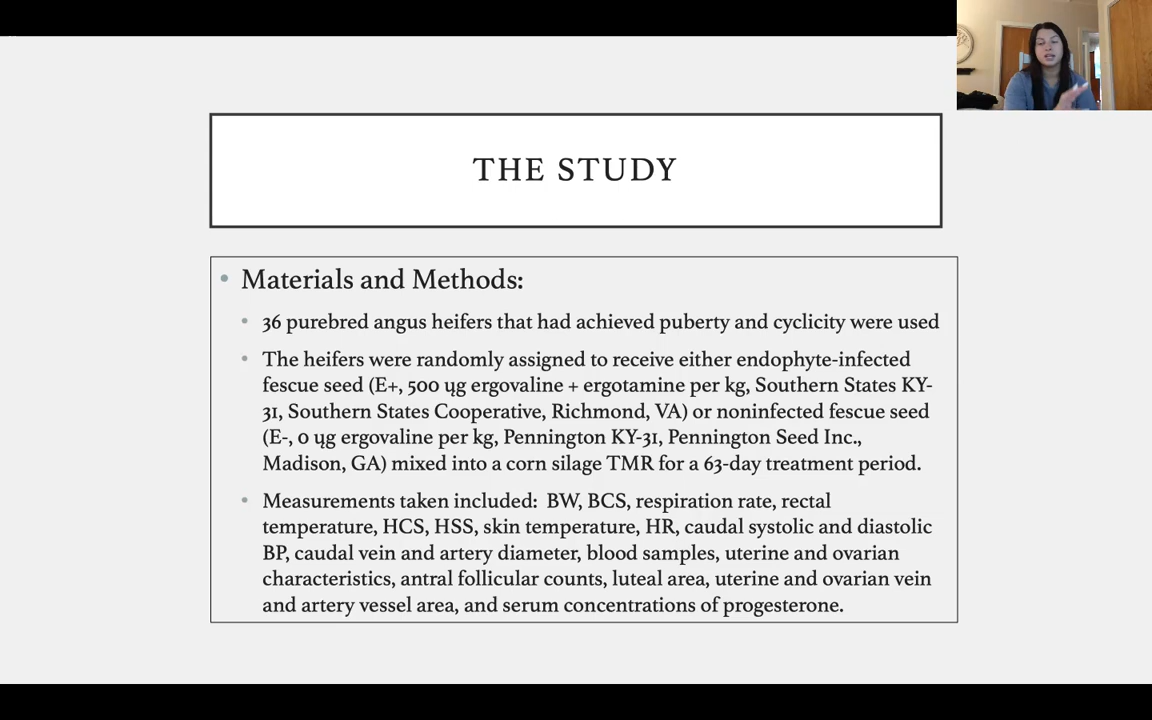 THE STUDY
• Materials and Methods:
• 36 purebred angus heifers that had achieved puberty and cyclicity were used
• The heifers were randomly assigned to receive either endophyte-infected
fescue seed (E+, 500 ųg ergovaline + ergotamine per kg, Southern States KY-
31, Southern States Cooperative, Richmond, VA) or noninfected fescue seed
(E-, 0 ųg ergovaline per kg, Pennington KY-31, Pennington Seed Inc.,
Madison, GA) mixed into a corn silage TMR for a 63-day treatment period.
• Measurements taken included:  BW, BCS, respiration rate, rectal
temperature, HCS, HSS, skin temperature, HR, caudal systolic and diastolic
BP, caudal vein and artery diameter, blood samples, uterine and ovarian
characteristics, antral follicular counts, luteal area, uterine and ovarian vein
and artery vessel area, and serum concentrations of progesterone.